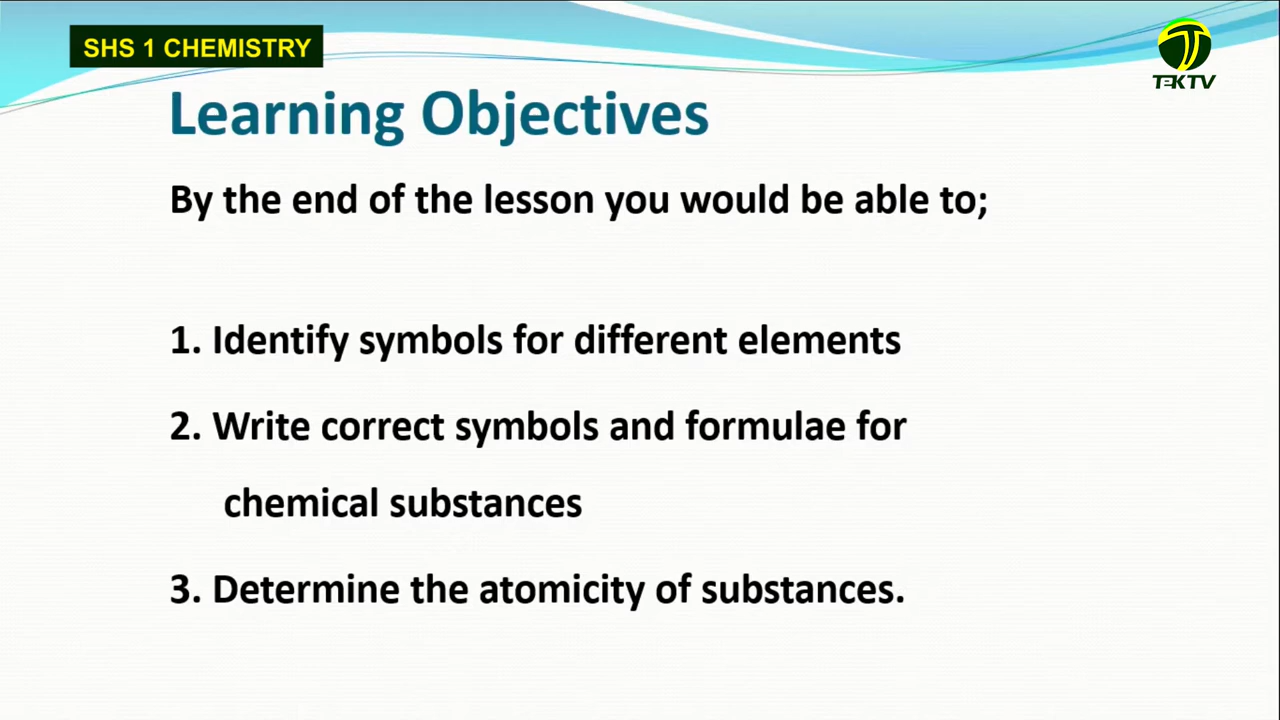 SHS 1 CHEMISTRY
TEKTV
Learning Objectives
By the end of the lesson you would be able to;
1. Identify symbols for different elements
2. Write correct symbols and formulae for
chemical substances
3. Determine the atomicity of substances.